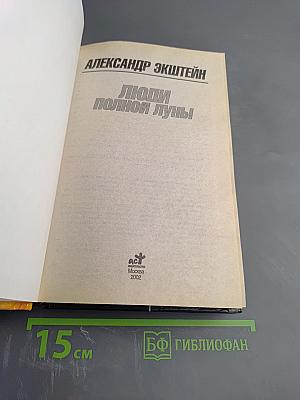 АЛЕКСАНДР ЭКШТЕЙН
ЛЮДИ
ПОЛНОЙ ЛУНЫ
АСТ
Москва
2002
15 см
БФ ГИБЛИОФАН